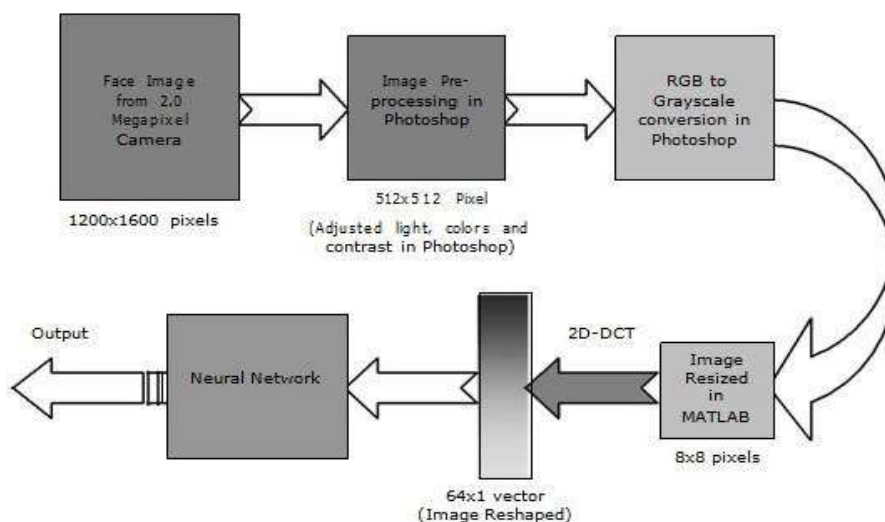 Face Image
from 2.0
Megapixel
Camera
1200x1600 pixels
Image Pre-
processing in
Photoshop
512x512 Pixel
(Adjusted light, colors and
contrast in Photoshop)
RGB to
Grayscale
conversion in
Photoshop
Image
Resized
in
MATLAB
8x8 pixels
2D-DCT
64x1 vector
(Image Reshaped)
Neural Network
Output